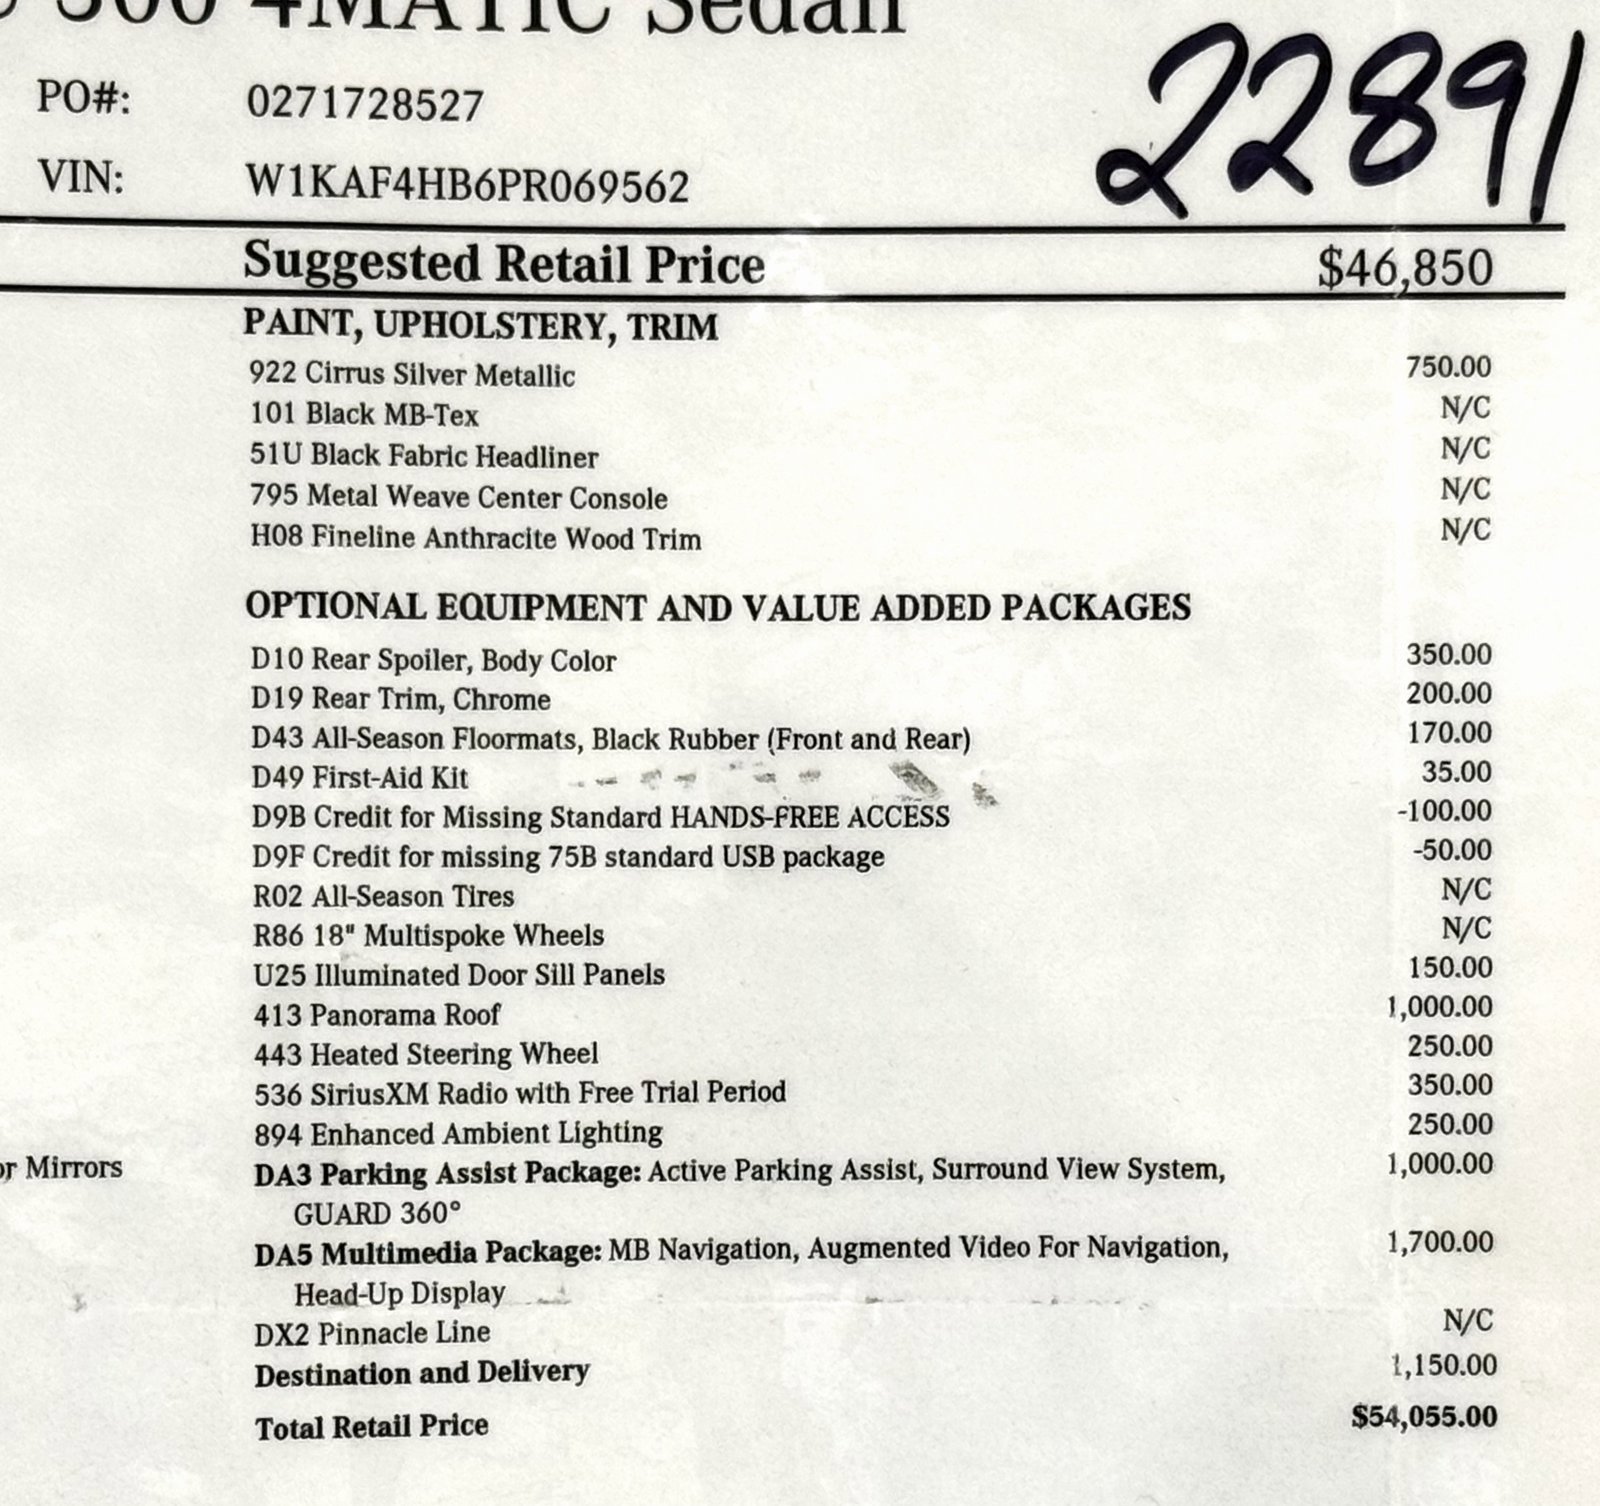 300 4MATIC Sedan
22891
PO#: 0271728527
VIN: W1KAF4HB6PR069562
Suggested Retail Price $46,850
PAINT, UPHOLSTERY, TRIM
922 Cirrus Silver Metallic 750.00
101 Black MB-Tex N/C
51U Black Fabric Headliner N/C
795 Metal Weave Center Console N/C
H08 Fineline Anthracite Wood Trim N/C
OPTIONAL EQUIPMENT AND VALUE ADDED PACKAGES
D10 Rear Spoiler, Body Color 350.00
D19 Rear Trim, Chrome 200.00
D43 All-Season Floormats, Black Rubber (Front and Rear) 170.00
D49 First-Aid Kit 35.00
D9B Credit for Missing Standard HANDS-FREE ACCESS -100.00
D9F Credit for missing 75B standard USB package -50.00
R02 All-Season Tires N/C
R86 18" Multispoke Wheels N/C
U25 Illuminated Door Sill Panels 150.00
413 Panorama Roof 1,000.00
443 Heated Steering Wheel 250.00
536 SiriusXM Radio with Free Trial Period 350.00
894 Enhanced Ambient Lighting 250.00
or Mirrors DA3 Parking Assist Package: Active Parking Assist, Surround View System, 1,000.00
GUARD 360°
DA5 Multimedia Package: MB Navigation, Augmented Video For Navigation, 1,700.00
Head-Up Display
DX2 Pinnacle Line N/C
Destination and Delivery 1,150.00
Total Retail Price $54,055.00